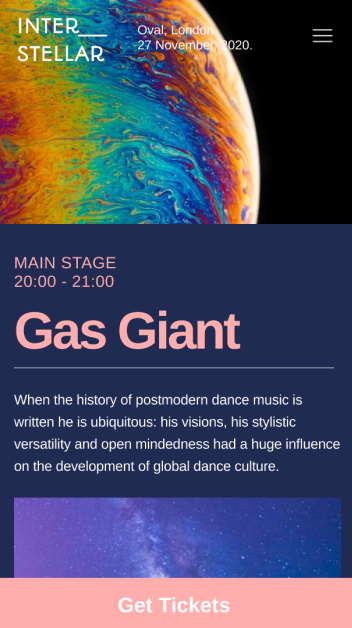 INTER__
STELLAR
Oval, London,
27 November, 2020.
MAIN STAGE
20:00 - 21:00
Gas Giant
When the history of postmodern dance music is
written he is ubiquitous: his visions, his stylistic
versatility and open mindedness had a huge influence
on the development of global dance culture.
Get Tickets